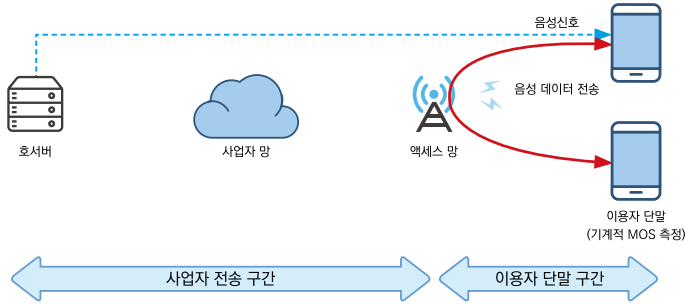 음성신호
음성 데이터 전송
호서버
사업자 망
액세스 망
이용자 단말
(기계적 MOS 측정)
사업자 전송 구간
이용자 단말 구간